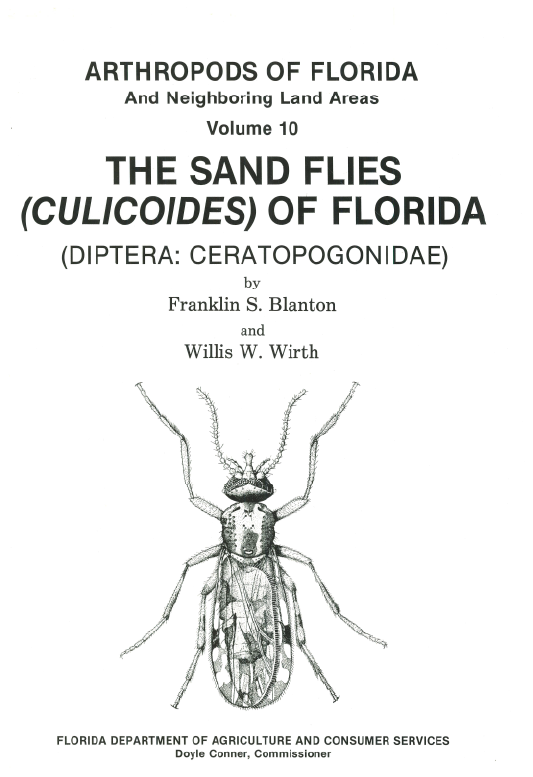 ARTHROPODS OF FLORIDA
And Neighboring Land Areas
Volume 10
THE SAND FLIES
(CULICOIDES) OF FLORIDA
(DIPTERA: CERATOPOGONIDAE)
by
Franklin S. Blanton
and
Willis W. Wirth
FLORIDA DEPARTMENT OF AGRICULTURE AND CONSUMER SERVICES
Doyle Conner, Commissioner